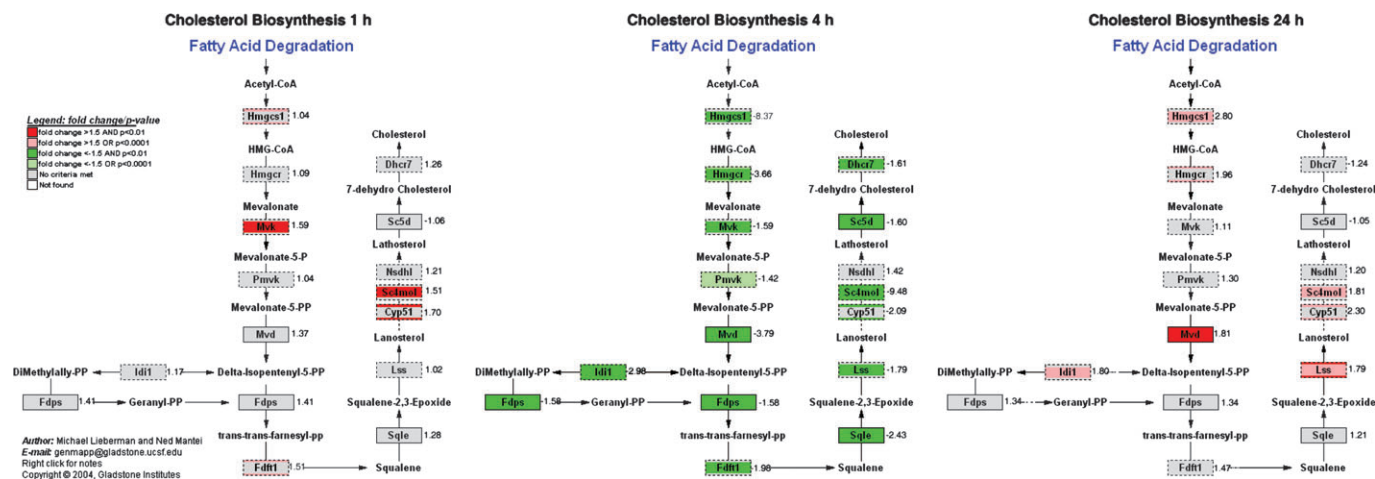 Cholesterol Biosynthesis 1 h
Fatty Acid Degradation
Acetyl-CoA
Legend: fold change/p-value
fold change >1.5 AND p<0.01
fold change >1.5 OR p<0.0001
fold change <-1.5 AND p<0.01
fold change <-1.5 OR p<0.0001
No criteria met
Not found
Hmgcs1 1.04
HMG-CoA
Hmgcr 1.09
Mevalonate
Mvk 1.59
Mevalonate-5-P
Pmvk 1.04
Mevalonate-5-PP
Mvd 1.37
DiMethylally-PP
Idi1 1.17
Delta-Isopentenyl-5-PP
Fdps 1.41
Geranyl-PP
Fdps 1.41
trans-trans-farnesyl-pp
Fdft1 1.51
Cholesterol
Dhcr7 1.26
7-dehydro Cholesterol
Sc5d -1.06
Lathosterol
Nsdhl 1.21
Sc4mol 1.51
Cyp51 1.70
Lanosterol
Lss 1.02
Squalene-2,3-Epoxide
Sqle 1.28
Squalene
Author: Michael Lieberman and Ned Mantei
E-mail: genmapp@gladstone.ucsf.edu
Right click for notes
Copyright © 2004, Gladstone Institutes
Cholesterol Biosynthesis 4 h
Fatty Acid Degradation
Acetyl-CoA
Hmgcs1 -8.37
HMG-CoA
Hmgcr -3.66
Mevalonate
Mvk -1.59
Mevalonate-5-P
Pmvk -1.42
Mevalonate-5-PP
Mvd -3.79
DiMethylally-PP
Idi1 -2.98
Delta-Isopentenyl-5-PP
Fdps -1.58
Geranyl-PP
Fdps -1.58
trans-trans-farnesyl-pp
Fdft1 -1.98
Cholesterol
Dhcr7 -1.61
7-dehydro Cholesterol
Sc5d -1.60
Lathosterol
Nsdhl 1.42
Sc4mol -9.48
Cyp51 -2.09
Lanosterol
Lss -1.79
Squalene-2,3-Epoxide
Sqle -2.43
Squalene
Cholesterol Biosynthesis 24 h
Fatty Acid Degradation
Acetyl-CoA
Hmgcs1 2.80
HMG-CoA
Hmgcr 1.96
Mevalonate
Mvk 1.11
Mevalonate-5-P
Pmvk 1.30
Mevalonate-5-PP
Mvd 1.81
DiMethylally-PP
Idi1 1.80
Delta-Isopentenyl-5-PP
Fdps 1.34
Geranyl-PP
Fdps 1.34
trans-trans-farnesyl-pp
Fdft1 1.47
Cholesterol
Dhcr7 -1.24
7-dehydro Cholesterol
Sc5d -1.05
Lathosterol
Nsdhl 1.20
Sc4mol 1.81
Cyp51 2.30
Lanosterol
Lss 1.79
Squalene-2,3-Epoxide
Sqle 1.21
Squalene